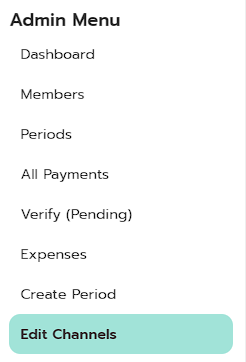 Admin Menu
Dashboard
Members
Periods
All Payments
Verify (Pending)
Expenses
Create Period
Edit Channels